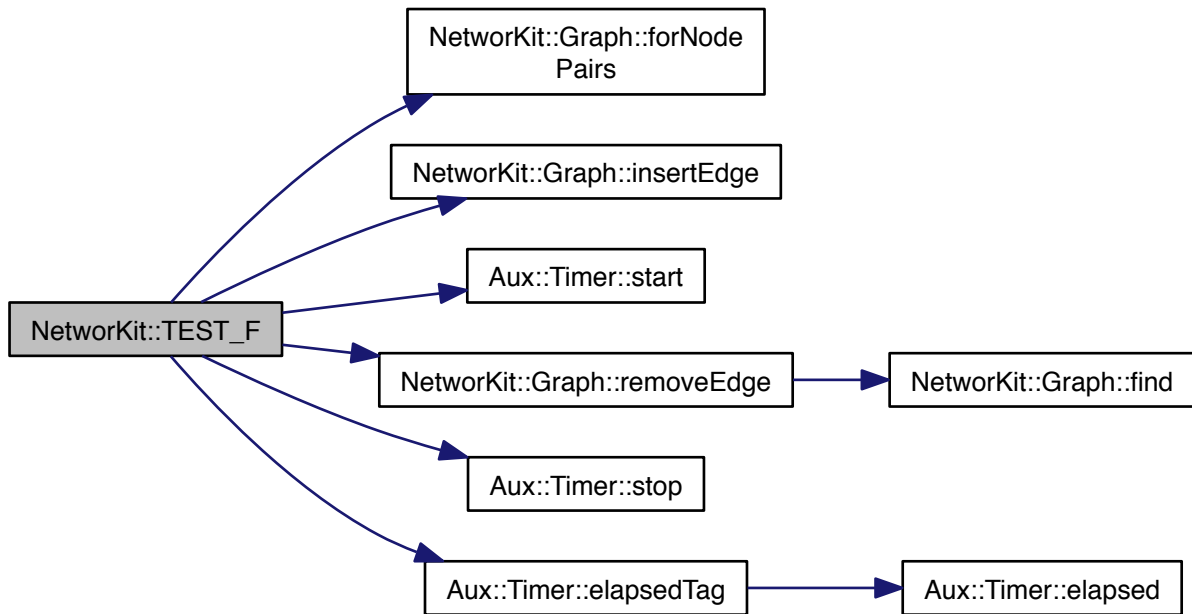 NetworKit::Graph::forNode
Pairs
NetworKit::Graph::insertEdge
Aux::Timer::start
NetworKit::TEST_F
NetworKit::Graph::removeEdge
NetworKit::Graph::find
Aux::Timer::stop
Aux::Timer::elapsedTag
Aux::Timer::elapsed